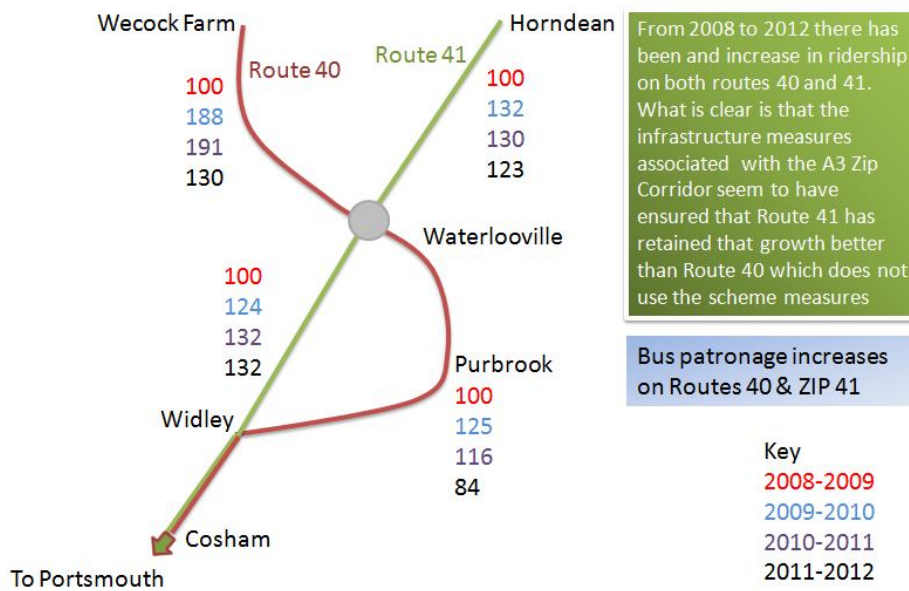 Wecock Farm
Horndean
Route 40
Route 41
100
188
191
130
100
132
130
123
Waterlooville
100
124
132
132
Purbrook
100
125
116
84
Widley
Cosham
To Portsmouth
From 2008 to 2012 there has
been and increase in ridership
on both routes 40 and 41.
What is clear is that the
infrastructure measures
associated with the A3 Zip
Corridor seem to have
ensured that Route 41 has
retained that growth better
than Route 40 which does not
use the scheme measures
Bus patronage increases
on Routes 40 & ZIP 41
Key
2008-2009
2009-2010
2010-2011
2011-2012